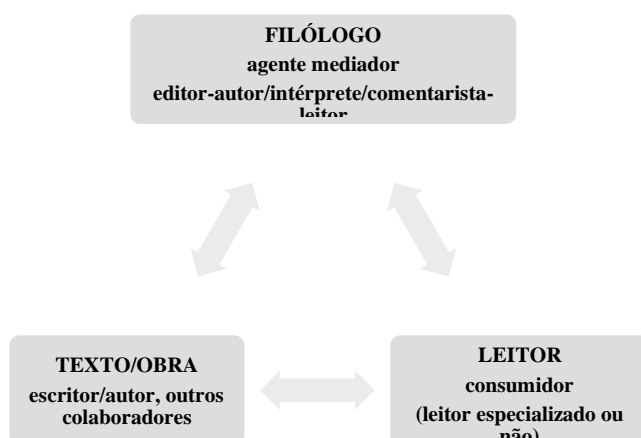 FILÓLOGO
agente mediador
editor-autor/intérprete/comentarista-
leitor
TEXTO/OBRA
escritor/autor, outros
colaboradores
LEITOR
consumidor
(leitor especializado ou
não)